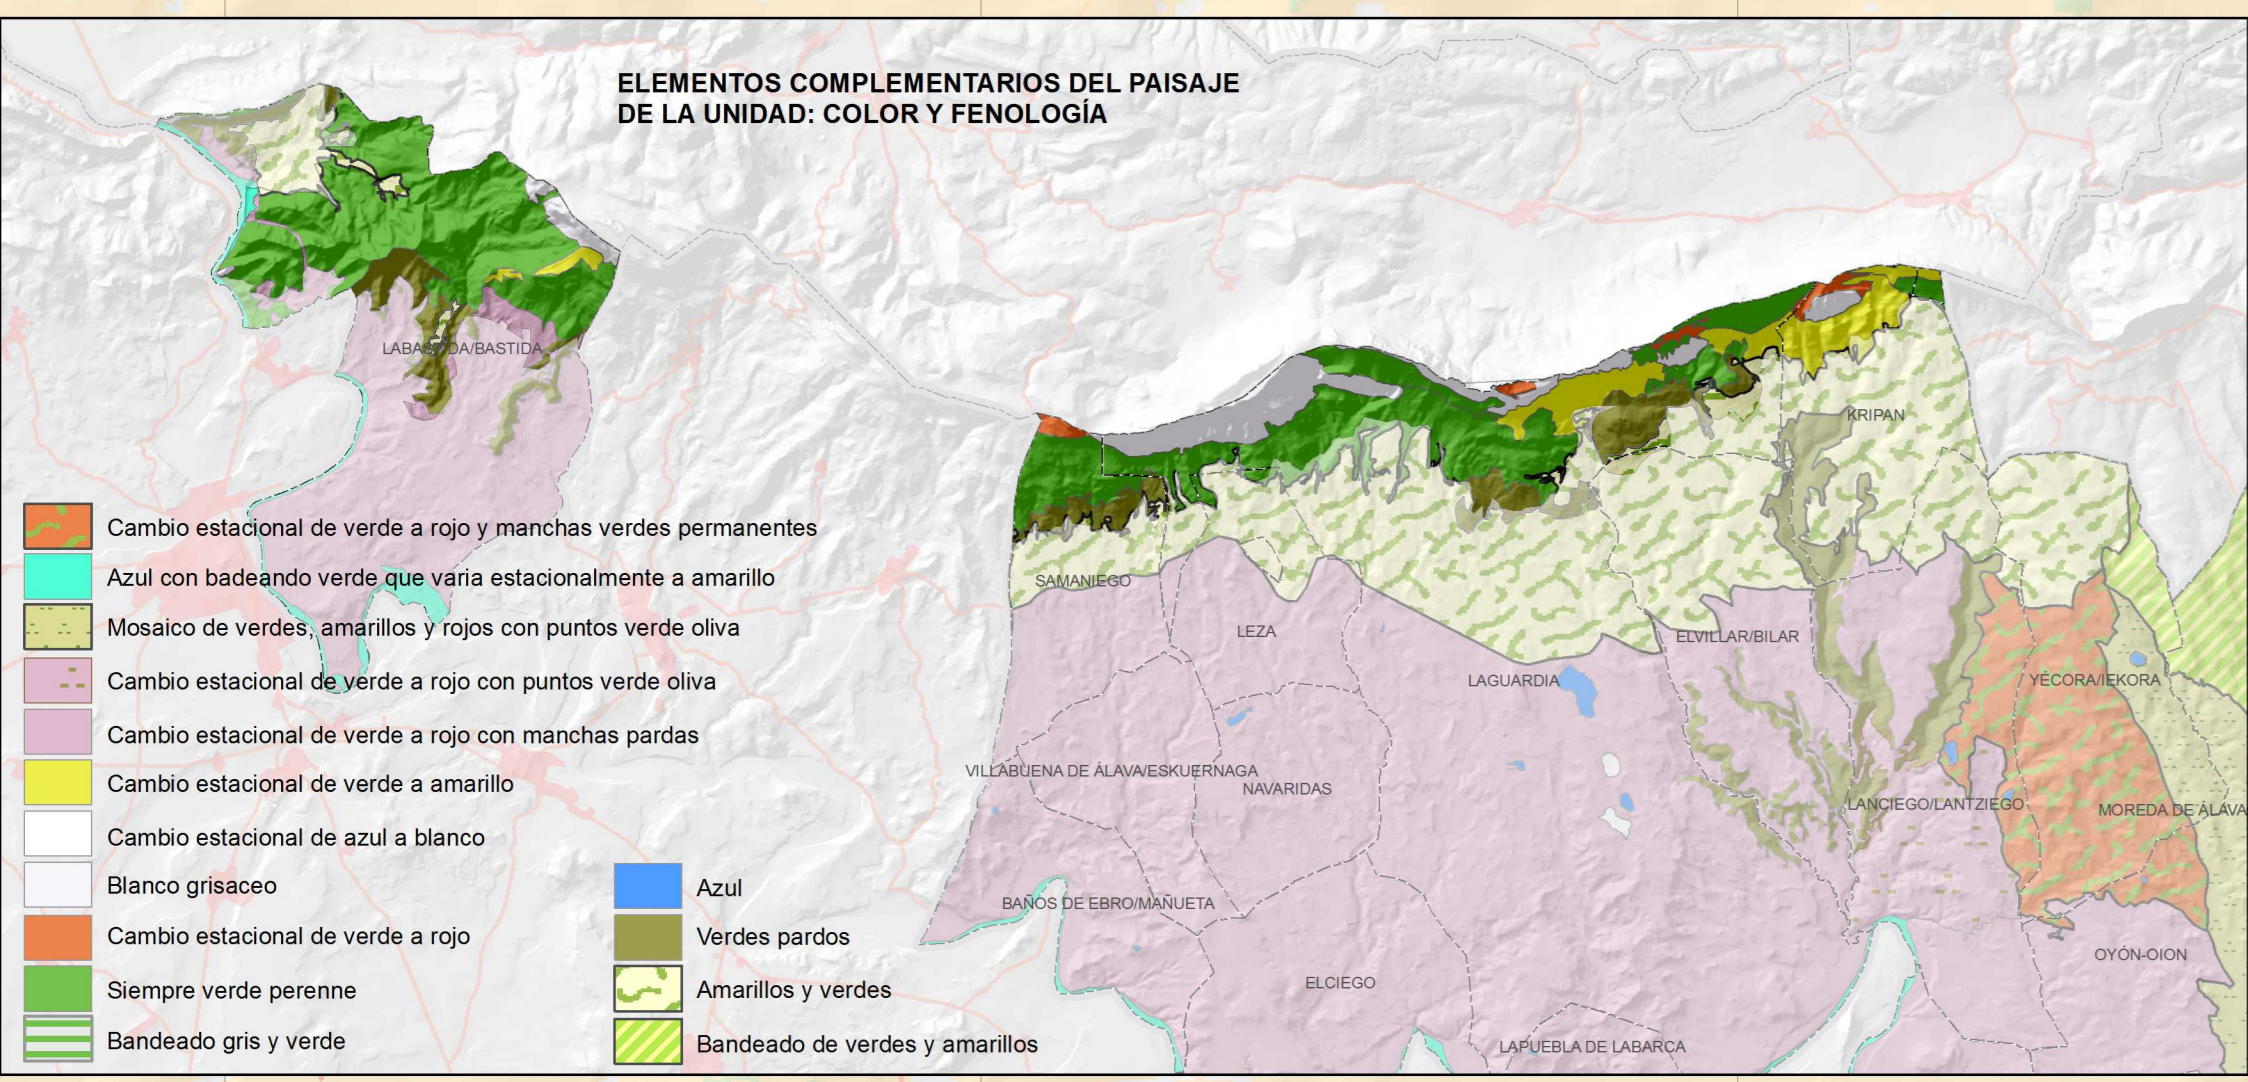 ELEMENTOS COMPLEMENTARIOS DEL PAISAJE
DE LA UNIDAD: COLOR Y FENOLOGÍA
LABASTIDA/BASTIDA
KRIPAN
SAMANIEGO
LEZA
ELVILLAR/BILAR
LAGUARDIA
YÉCORA/IEKORA
VILLABUENA DE ÁLAVA/ESKUERNAGA
NAVARIDAS
LANCIEGO/LANTZIEGO
MOREDA DE ÁLAVA
BAÑOS DE EBRO/MAÑUETA
OYÓN-OION
ELCIEGO
LAPUEBLA DE LABARCA
Cambio estacional de verde a rojo y manchas verdes permanentes
Azul con badeando verde que varia estacionalmente a amarillo
Mosaico de verdes, amarillos y rojos con puntos verde oliva
Cambio estacional de verde a rojo con puntos verde oliva
Cambio estacional de verde a rojo con manchas pardas
Cambio estacional de verde a amarillo
Cambio estacional de azul a blanco
Blanco grisaceo
Cambio estacional de verde a rojo
Siempre verde perenne
Bandeado gris y verde
Azul
Verdes pardos
Amarillos y verdes
Bandeado de verdes y amarillos